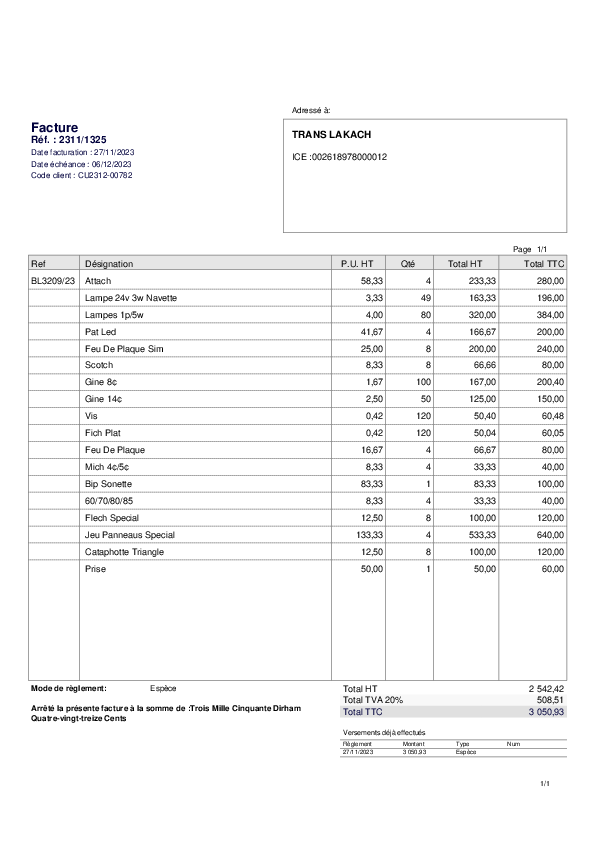 Adressé à:
Facture
Réf. : 2311/1325
Date facturation : 27/11/2023
Date échéance : 06/12/2023
Code client : CU2312-00782
TRANS LAKACH
ICE :002618978000012
Page 1/1
Ref Désignation P.U. HT Qté Total HT Total TTC
BL3209/23 Attach 58,33 4 233,33 280,00
Lampe 24v 3w Navette 3,33 49 163,33 196,00
Lampes 1p/5w 4,00 80 320,00 384,00
Pat Led 41,67 4 166,67 200,00
Feu De Plaque Sim 25,00 8 200,00 240,00
Scotch 8,33 8 66,66 80,00
Gine 8¢ 1,67 100 167,00 200,40
Gine 14¢ 2,50 50 125,00 150,00
Vis 0,42 120 50,40 60,48
Fich Plat 0,42 120 50,04 60,05
Feu De Plaque 16,67 4 66,67 80,00
Mich 4¢/5¢ 8,33 4 33,33 40,00
Bip Sonette 83,33 1 83,33 100,00
60/70/80/85 8,33 4 33,33 40,00
Flech Special 12,50 8 100,00 120,00
Jeu Panneaus Special 133,33 4 533,33 640,00
Cataphotte Triangle 12,50 8 100,00 120,00
Prise 50,00 1 50,00 60,00
Mode de règlement: Espèce
Arrêté la présente facture à la somme de :Trois Mille Cinquante Dirham
Quatre-vingt-treize Cents
Total HT 2 542,42
Total TVA 20% 508,51
Total TTC 3 050,93
Versements déjà effectués
Règlement Montant Type Num
27/11/2023 3 050,93 Espèce
1/1